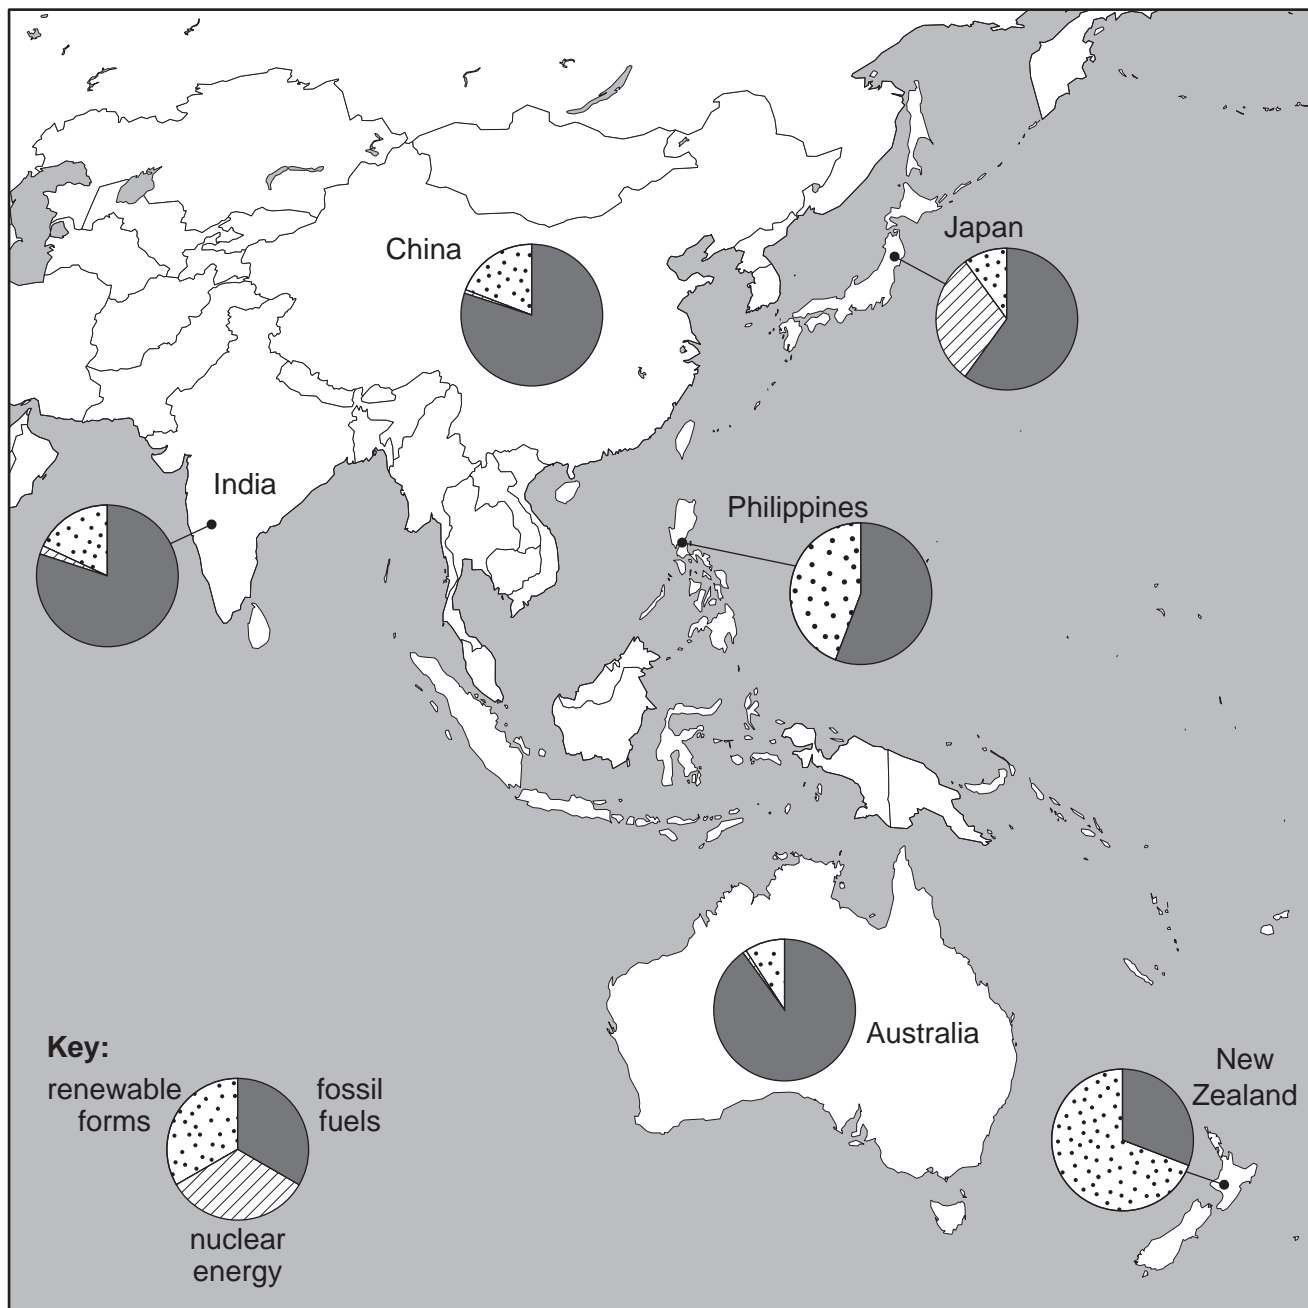 China
Japan
India
Philippines
Australia
New
Zealand
Key:
renewable
forms
fossil
fuels
nuclear
energy